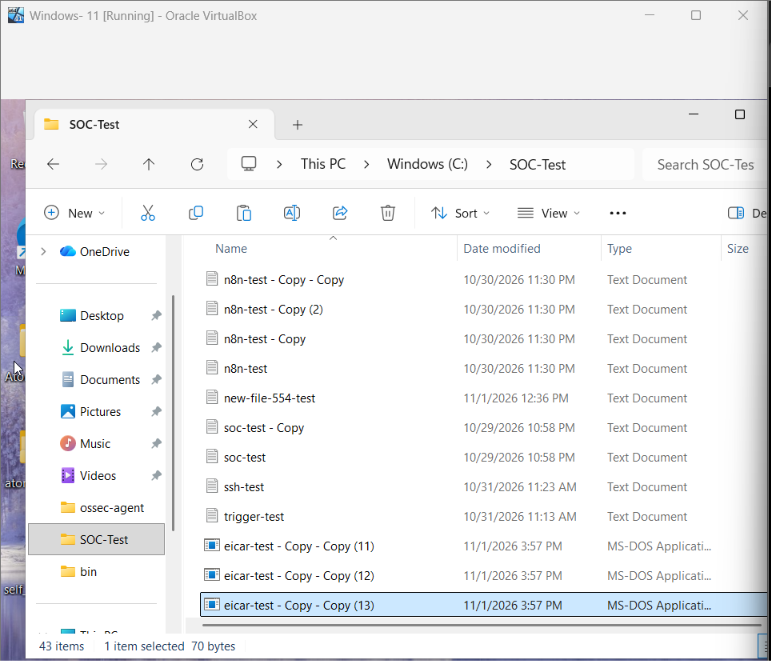 Windows- 11 [Running] - Oracle VirtualBox
SOC-Test
This PC > Windows (C:) > SOC-Test
Search SOC-Tes
New
Sort
View
De
OneDrive
Desktop
Downloads
Documents
Pictures
Music
Videos
ossec-agent
SOC-Test
bin
Name Date modified Type Size
n8n-test - Copy - Copy 10/30/2026 11:30 PM Text Document
n8n-test - Copy (2) 10/30/2026 11:30 PM Text Document
n8n-test - Copy 10/30/2026 11:30 PM Text Document
n8n-test 10/30/2026 11:30 PM Text Document
new-file-554-test 11/1/2026 12:36 PM Text Document
soc-test - Copy 10/29/2026 10:58 PM Text Document
soc-test 10/29/2026 10:58 PM Text Document
ssh-test 10/31/2026 11:23 AM Text Document
trigger-test 10/31/2026 11:13 AM Text Document
eicar-test - Copy - Copy (11) 11/1/2026 3:57 PM MS-DOS Applicati...
eicar-test - Copy - Copy (12) 11/1/2026 3:57 PM MS-DOS Applicati...
eicar-test - Copy - Copy (13) 11/1/2026 3:57 PM MS-DOS Applicati...
43 items 1 item selected 70 bytes